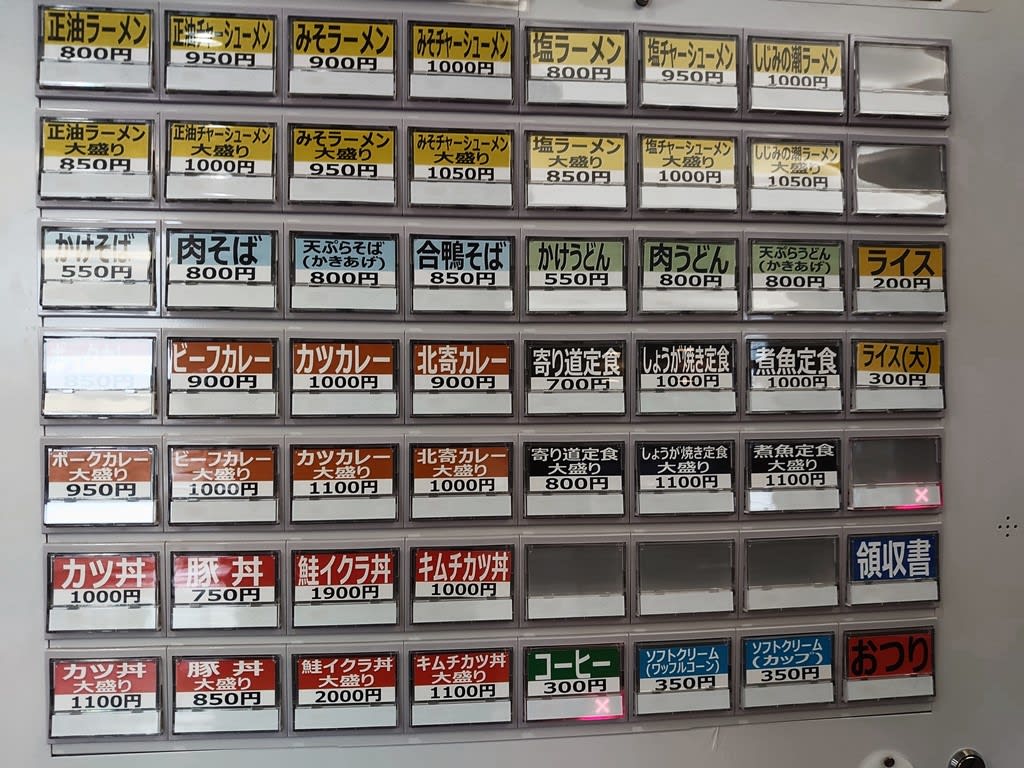 正油ラーメン
800円
正油チャーシューメン
950円
みそラーメン
900円
みそチャーシューメン
1000円
塩ラーメン
800円
塩チャーシューメン
950円
しじみの潮ラーメン
1000円
正油ラーメン
大盛り
850円
正油チャーシューメン
大盛り
1000円
みそラーメン
大盛り
950円
みそチャーシューメン
大盛り
1050円
塩ラーメン
大盛り
850円
塩チャーシューメン
大盛り
1000円
しじみの潮ラーメン
大盛り
1050円
かけそば
550円
肉そば
800円
天ぷらそば
(かきあげ)
800円
合鴨そば
850円
かけうどん
550円
肉うどん
800円
天ぷらうどん
(かきあげ)
800円
ライス
200円
850円
ビーフカレー
900円
カツカレー
1000円
北寄カレー
900円
寄り道定食
700円
しょうが焼き定食
1000円
煮魚定食
1000円
ライス(大)
300円
ポークカレー
大盛り
950円
ビーフカレー
大盛り
1000円
カツカレー
大盛り
1100円
北寄カレー
大盛り
1000円
寄り道定食
大盛り
800円
しょうが焼き定食
大盛り
1100円
煮魚定食
大盛り
1100円
X
カツ丼
1000円
豚丼
750円
鮭イクラ丼
1900円
キムチカツ丼
1000円
領収書
カツ丼
大盛り
1100円
豚丼
大盛り
850円
鮭イクラ丼
大盛り
2000円
キムチカツ丼
大盛り
1100円
コーヒー
300円
X
ソフトクリーム
(ワッフルコーン)
350円
ソフトクリーム
(カップ)
350円
おつり